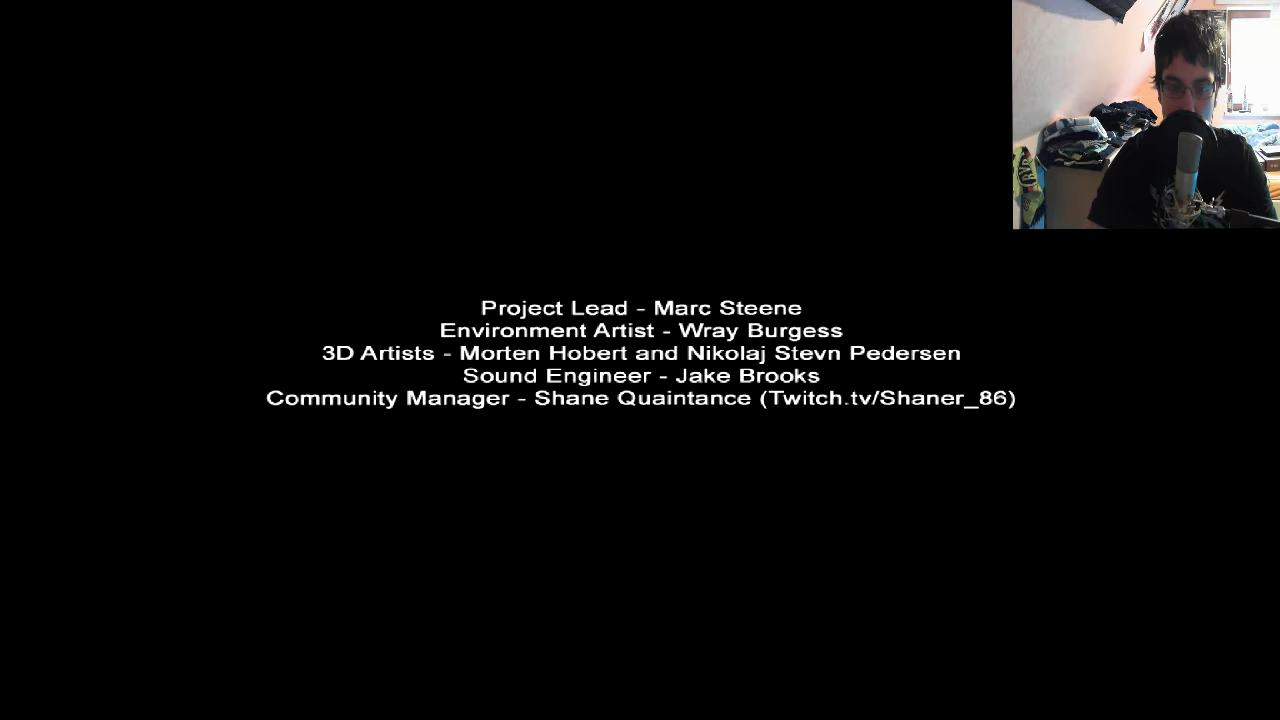 Project Lead - Marc Steene
Environment Artist - Wray Burgess
3D Artists - Morten Hobert and Nikolaj Stevn Pedersen
Sound Engineer - Jake Brooks
Community Manager - Shane Quaintance (Twitch.tv/Shaner_86)